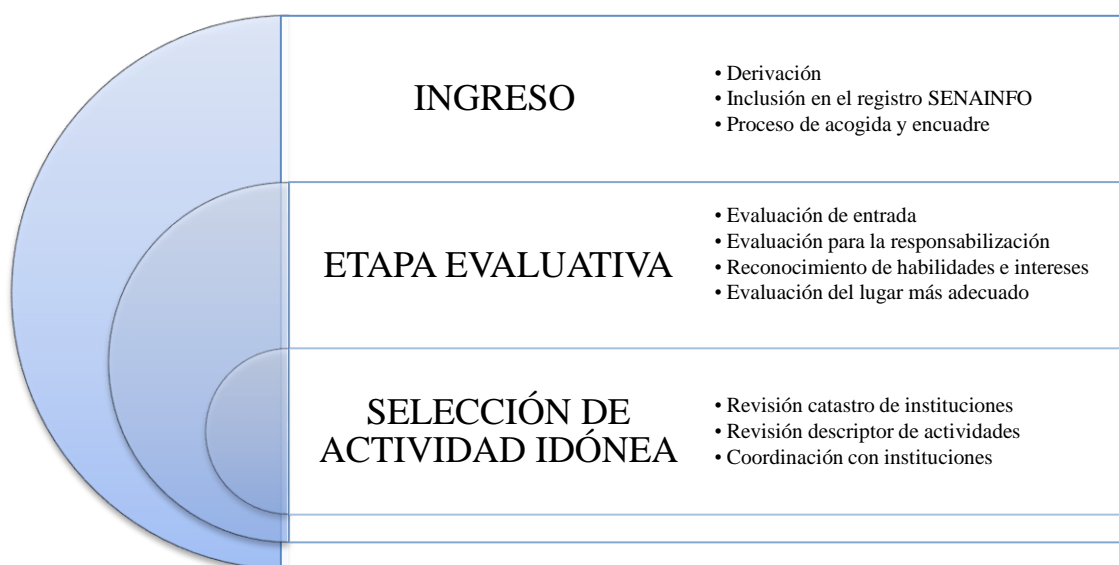 INGRESO
• Derivación
• Inclusión en el registro SENAINFO
• Proceso de acogida y encuadre
ETAPA EVALUATIVA
• Evaluación de entrada
• Evaluación para la responsabilización
• Reconocimiento de habilidades e intereses
• Evaluación del lugar más adecuado
SELECCIÓN DE
ACTIVIDAD IDÓNEA
• Revisión catastro de instituciones
• Revisión descriptor de actividades
• Coordinación con instituciones